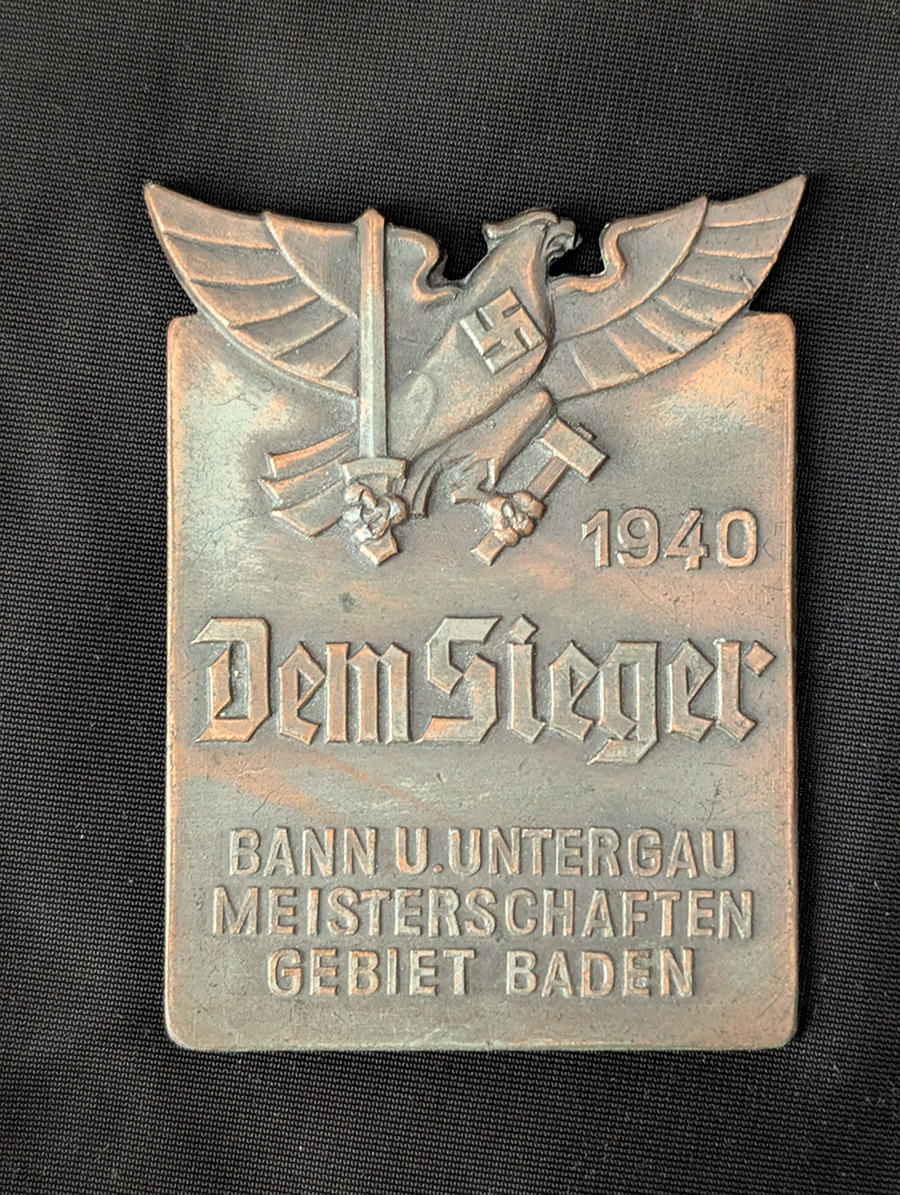 1940
Dem Sieger
BANN U. UNTERGAU
MEISTERSCHAFTEN
GEBIET BADEN